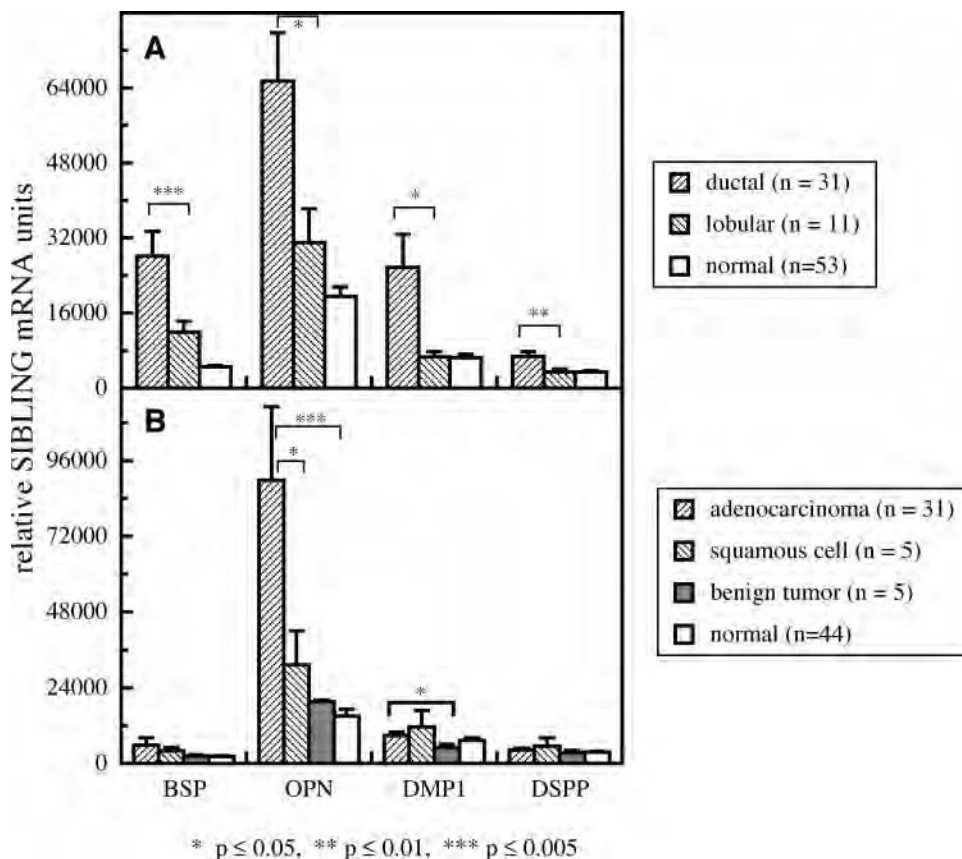 relative SIBLING mRNA units
A
64000
48000
32000
16000
0
***
*
*
**
ductal (n = 31)
lobular (n = 11)
normal (n=53)
B
96000
72000
48000
24000
0
***
*
*
adenocarcinoma (n = 31)
squamous cell (n = 5)
benign tumor (n = 5)
normal (n=44)
BSP OPN DMP1 DSPP
* p ≤ 0.05, ** p ≤ 0.01, *** p ≤ 0.005